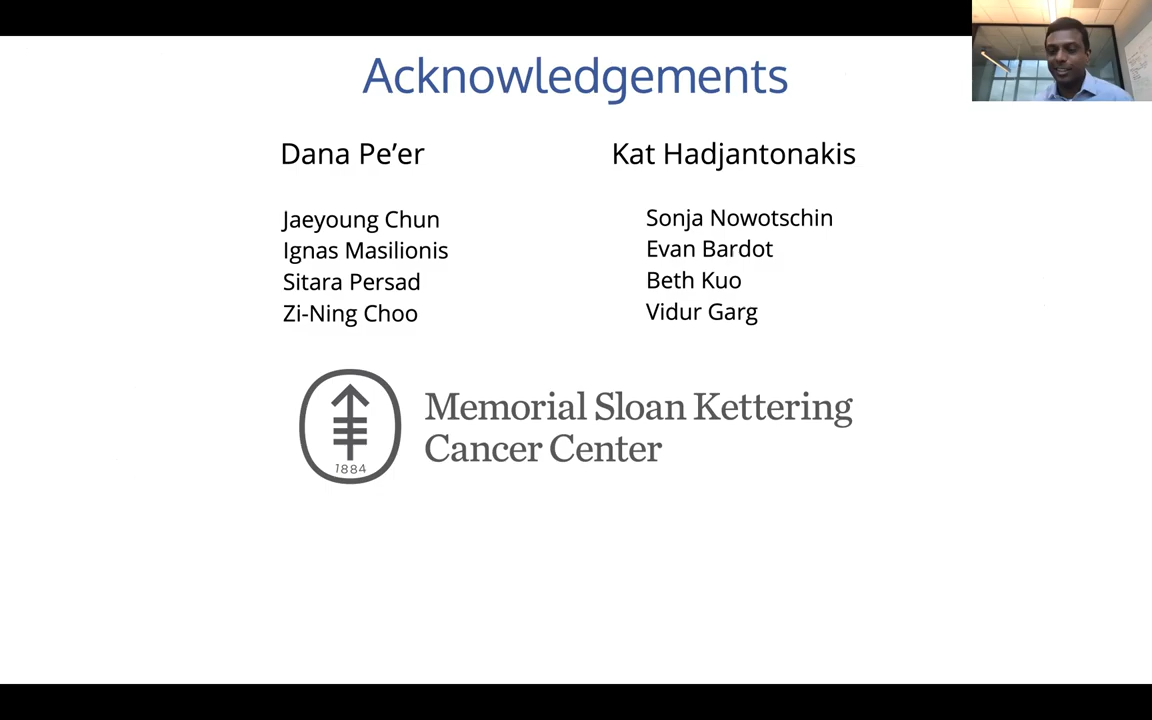 Acknowledgements
Dana Pe'er
Jaeyoung Chun
Ignas Masilionis
Sitara Persad
Zi-Ning Choo
Kat Hadjantonakis
Sonja Nowotschin
Evan Bardot
Beth Kuo
Vidur Garg
1884
Memorial Sloan Kettering
Cancer Center